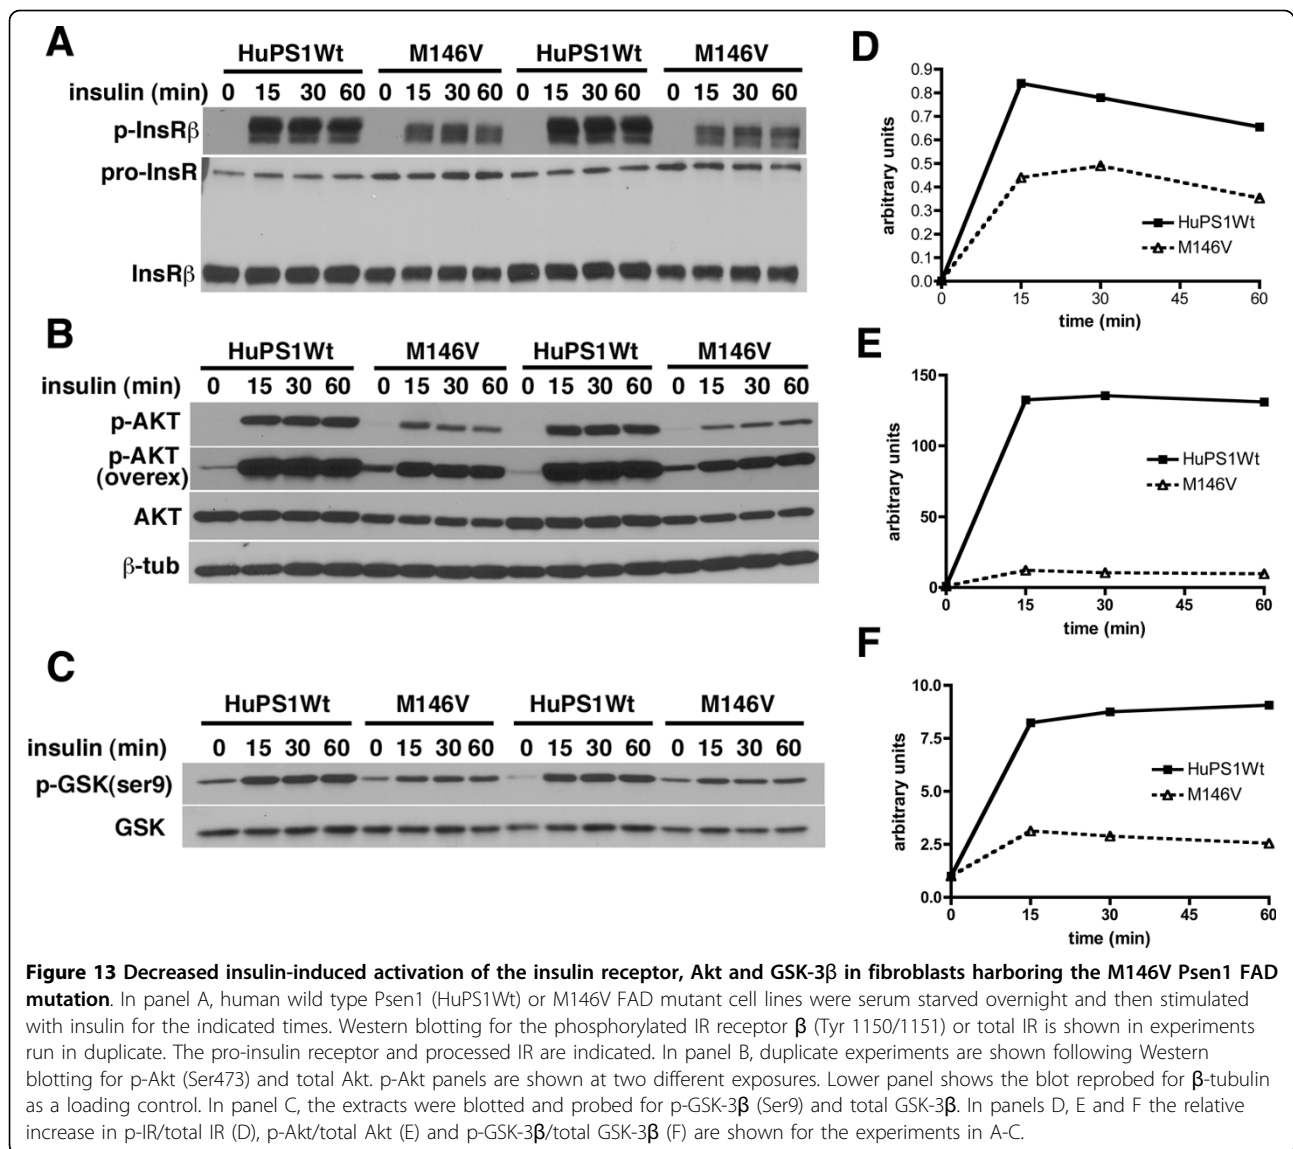 A
HuPS1Wt M146V HuPS1Wt M146V
insulin (min) 0 15 30 60 0 15 30 60 0 15 30 60 0 15 30 60
p-InsRβ
pro-InsR
InsRβ
B
HuPS1Wt M146V HuPS1Wt M146V
insulin (min) 0 15 30 60 0 15 30 60 0 15 30 60 0 15 30 60
p-AKT
p-AKT
(overex)
AKT
β-tub
C
HuPS1Wt M146V HuPS1Wt M146V
insulin (min) 0 15 30 60 0 15 30 60 0 15 30 60 0 15 30 60
p-GSK(ser9)
GSK
D
arbitrary units
0.9
0.8
0.7
0.6
0.5
0.4
0.3
0.2
0.1
0.0
HuPS1Wt
M146V
0 15 30 45 60
time (min)
E
arbitrary units
150
100
50
0
HuPS1Wt
M146V
0 15 30 45 60
time (min)
F
arbitrary units
10.0
7.5
5.0
2.5
0.0
HuPS1Wt
M146V
0 15 30 45 60
time (min)
Figure 13 Decreased insulin-induced activation of the insulin receptor, Akt and GSK-3β in fibroblasts harboring the M146V Psen1 FAD
mutation. In panel A, human wild type Psen1 (HuPS1Wt) or M146V FAD mutant cell lines were serum starved overnight and then stimulated
with insulin for the indicated times. Western blotting for the phosphorylated IR receptor β (Tyr 1150/1151) or total IR is shown in experiments
run in duplicate. The pro-insulin receptor and processed IR are indicated. In panel B, duplicate experiments are shown following Western
blotting for p-Akt (Ser473) and total Akt. p-Akt panels are shown at two different exposures. Lower panel shows the blot reprobed for β-tubulin
as a loading control. In panel C, the extracts were blotted and probed for p-GSK-3β (Ser9) and total GSK-3β. In panels D, E and F the relative
increase in p-IR/total IR (D), p-Akt/total Akt (E) and p-GSK-3β/total GSK-3β (F) are shown for the experiments in A-C.